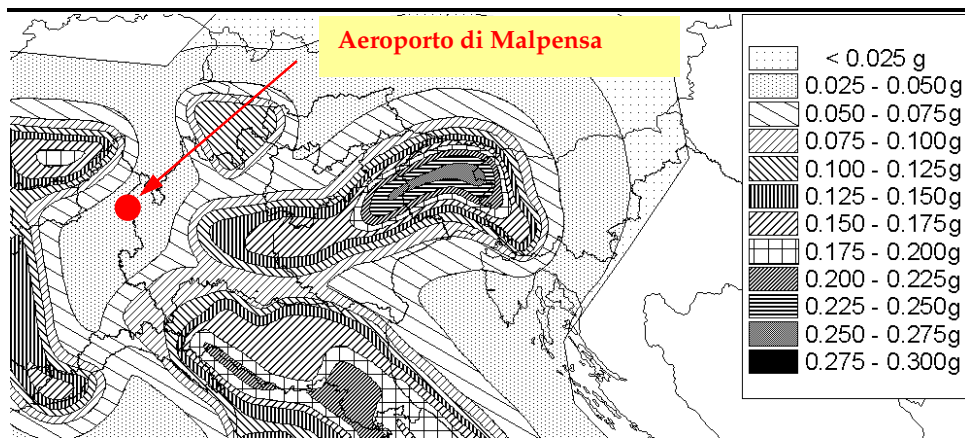 Aeroporto di Malpensa
< 0.025 g
0.025 - 0.050g
0.050 - 0.075g
0.075 - 0.100g
0.100 - 0.125g
0.125 - 0.150g
0.150 - 0.175g
0.175 - 0.200g
0.200 - 0.225g
0.225 - 0.250g
0.250 - 0.275g
0.275 - 0.300g